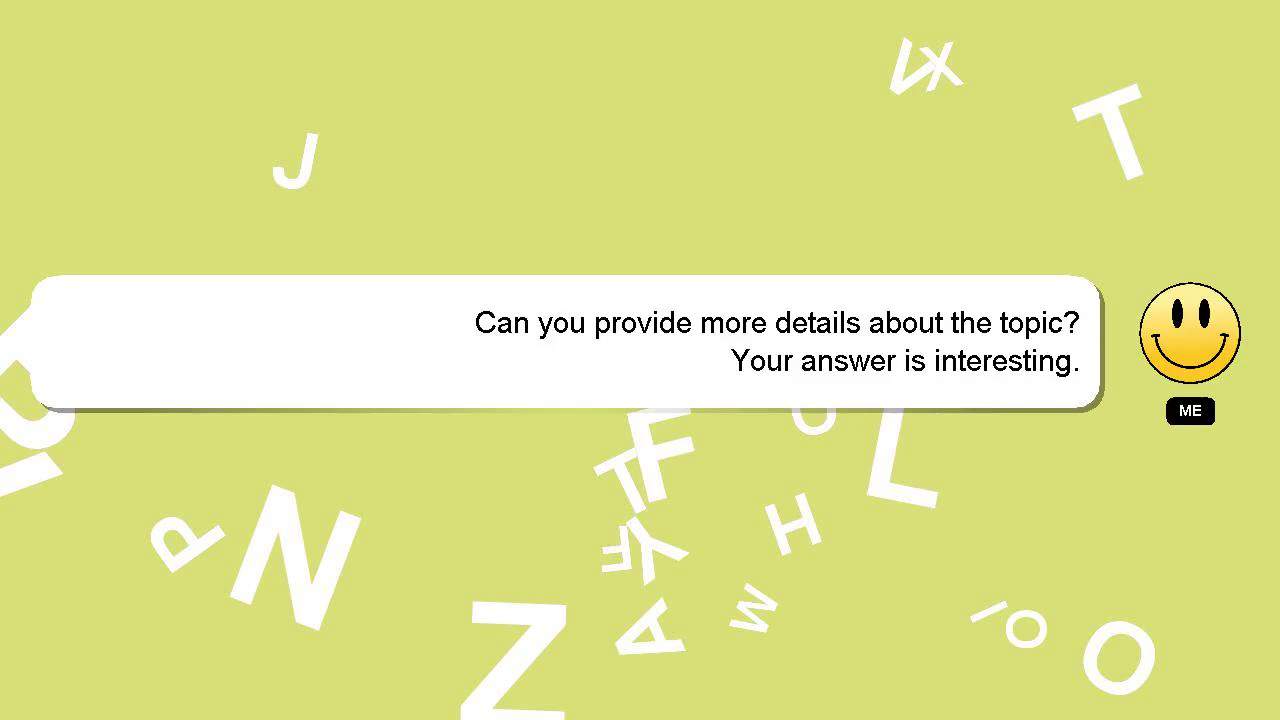 V
X
T
J
Can you provide more details about the topic?
Your answer is interesting.
ME
F
L
T
P
N
H
F
Y
Z
A
M
I
O
O